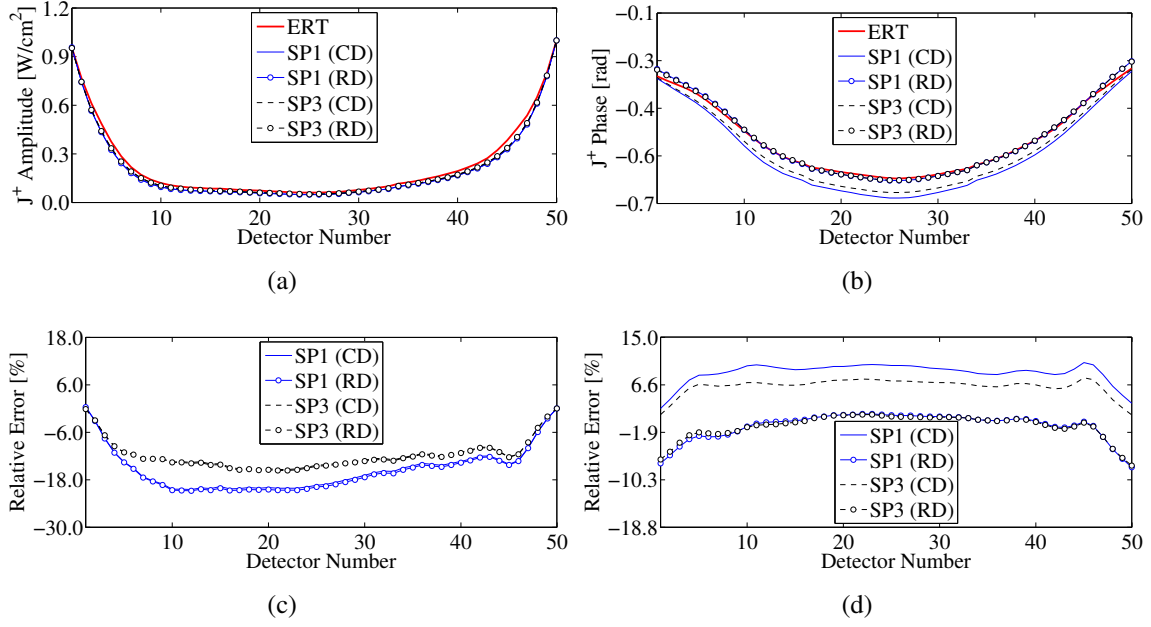 1.2
0.9
0.6
0.3
0.0
J⁺ Amplitude [W/cm²]
ERT
SP1 (CD)
SP1 (RD)
SP3 (CD)
SP3 (RD)
10 20 30 40 50
Detector Number
(a)
−0.1
−0.3
−0.4
−0.6
−0.7
J⁺ Phase [rad]
ERT
SP1 (CD)
SP1 (RD)
SP3 (CD)
SP3 (RD)
10 20 30 40 50
Detector Number
(b)
18.0
6.0
−6.0
−18.0
−30.0
Relative Error [%]
SP1 (CD)
SP1 (RD)
SP3 (CD)
SP3 (RD)
10 20 30 40 50
Detector Number
(c)
15.0
6.6
−1.9
−10.3
−18.8
Relative Error [%]
SP1 (CD)
SP1 (RD)
SP3 (CD)
SP3 (RD)
10 20 30 40 50
Detector Number
(d)